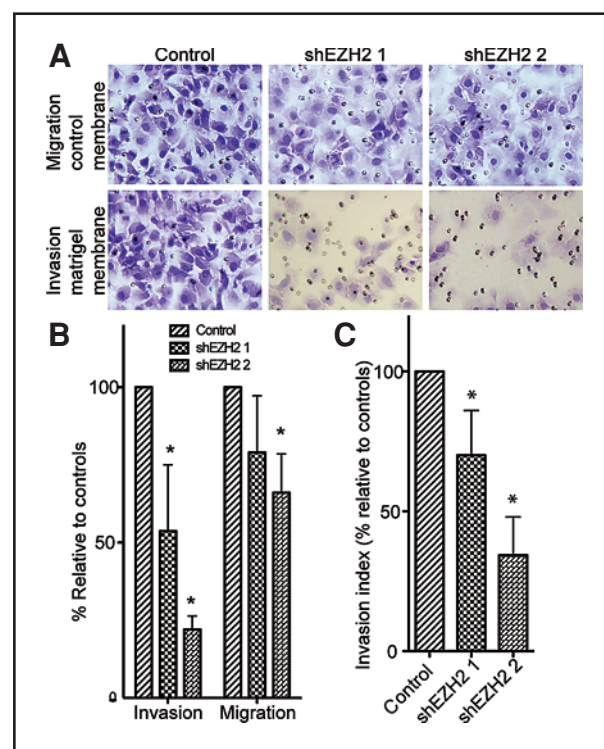 A
Control
shEZH2 1
shEZH2 2
Migration
control
membrane
Invasion
matrigel
membrane
B
Control
shEZH2 1
shEZH2 2
% Relative to controls
100
50
0
*
*
*
Invasion
Migration
C
Invasion index (% relative to controls)
100
50
0
*
*
Control
shEZH2 1
shEZH2 2